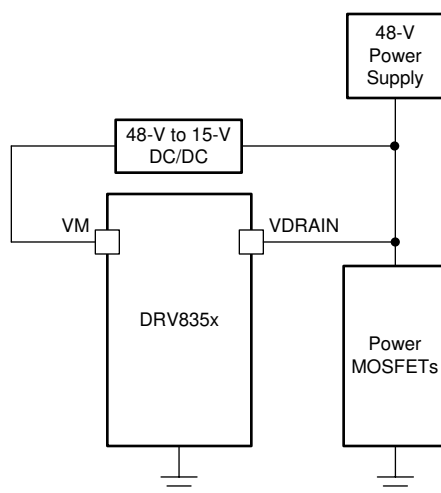 48-V
Power
Supply
48-V to 15-V
DC/DC
VM
VDRAIN
DRV835x
Power
MOSFETs